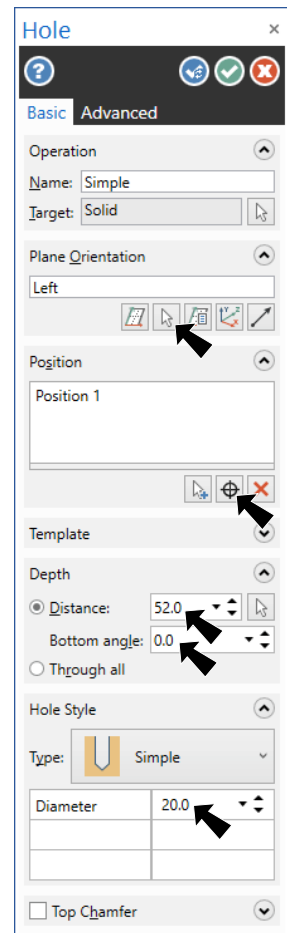 Hole ×
?
Basic Advanced
Operation
Name: Simple
Target: Solid
Plane Orientation
Left
Position
Position 1
Template
Depth
Distance: 52.0
Bottom angle: 0.0
Through all
Hole Style
Type: Simple
Diameter 20.0
Top Chamfer